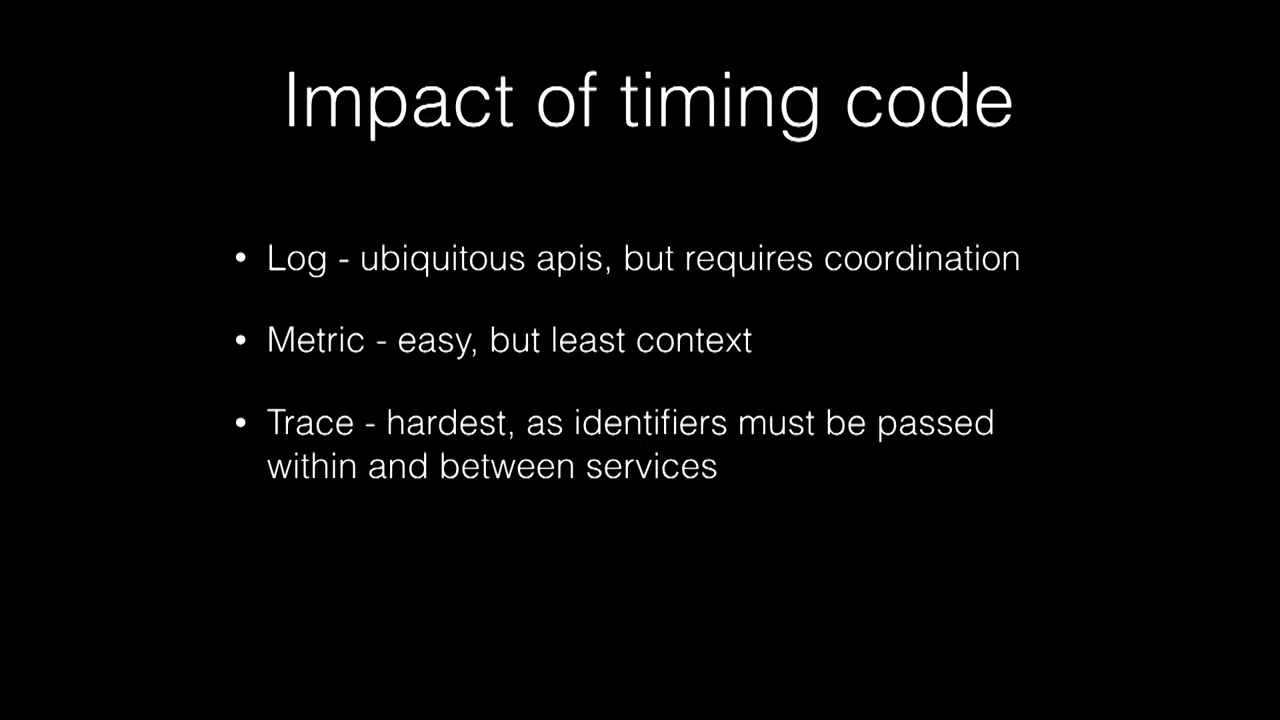 Impact of timing code
• Log - ubiquitous apis, but requires coordination
• Metric - easy, but least context
• Trace - hardest, as identifiers must be passed
within and between services